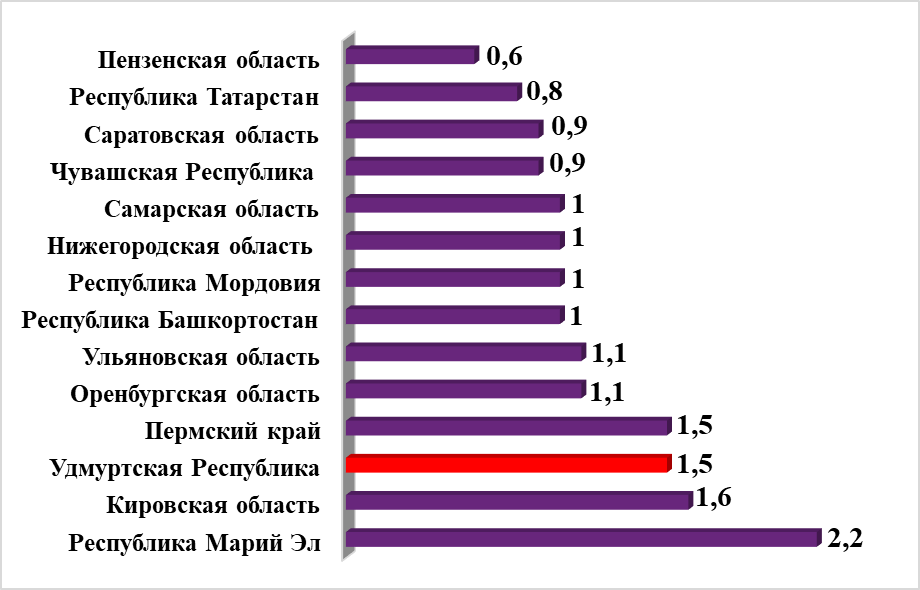 Пензенская область 0,6
Республика Татарстан 0,8
Саратовская область 0,9
Чувашская Республика 0,9
Самарская область 1
Нижегородская область 1
Республика Мордовия 1
Республика Башкортостан 1
Ульяновская область 1,1
Оренбургская область 1,1
Пермский край 1,5
Удмуртская Республика 1,5
Кировская область 1,6
Республика Марий Эл 2,2